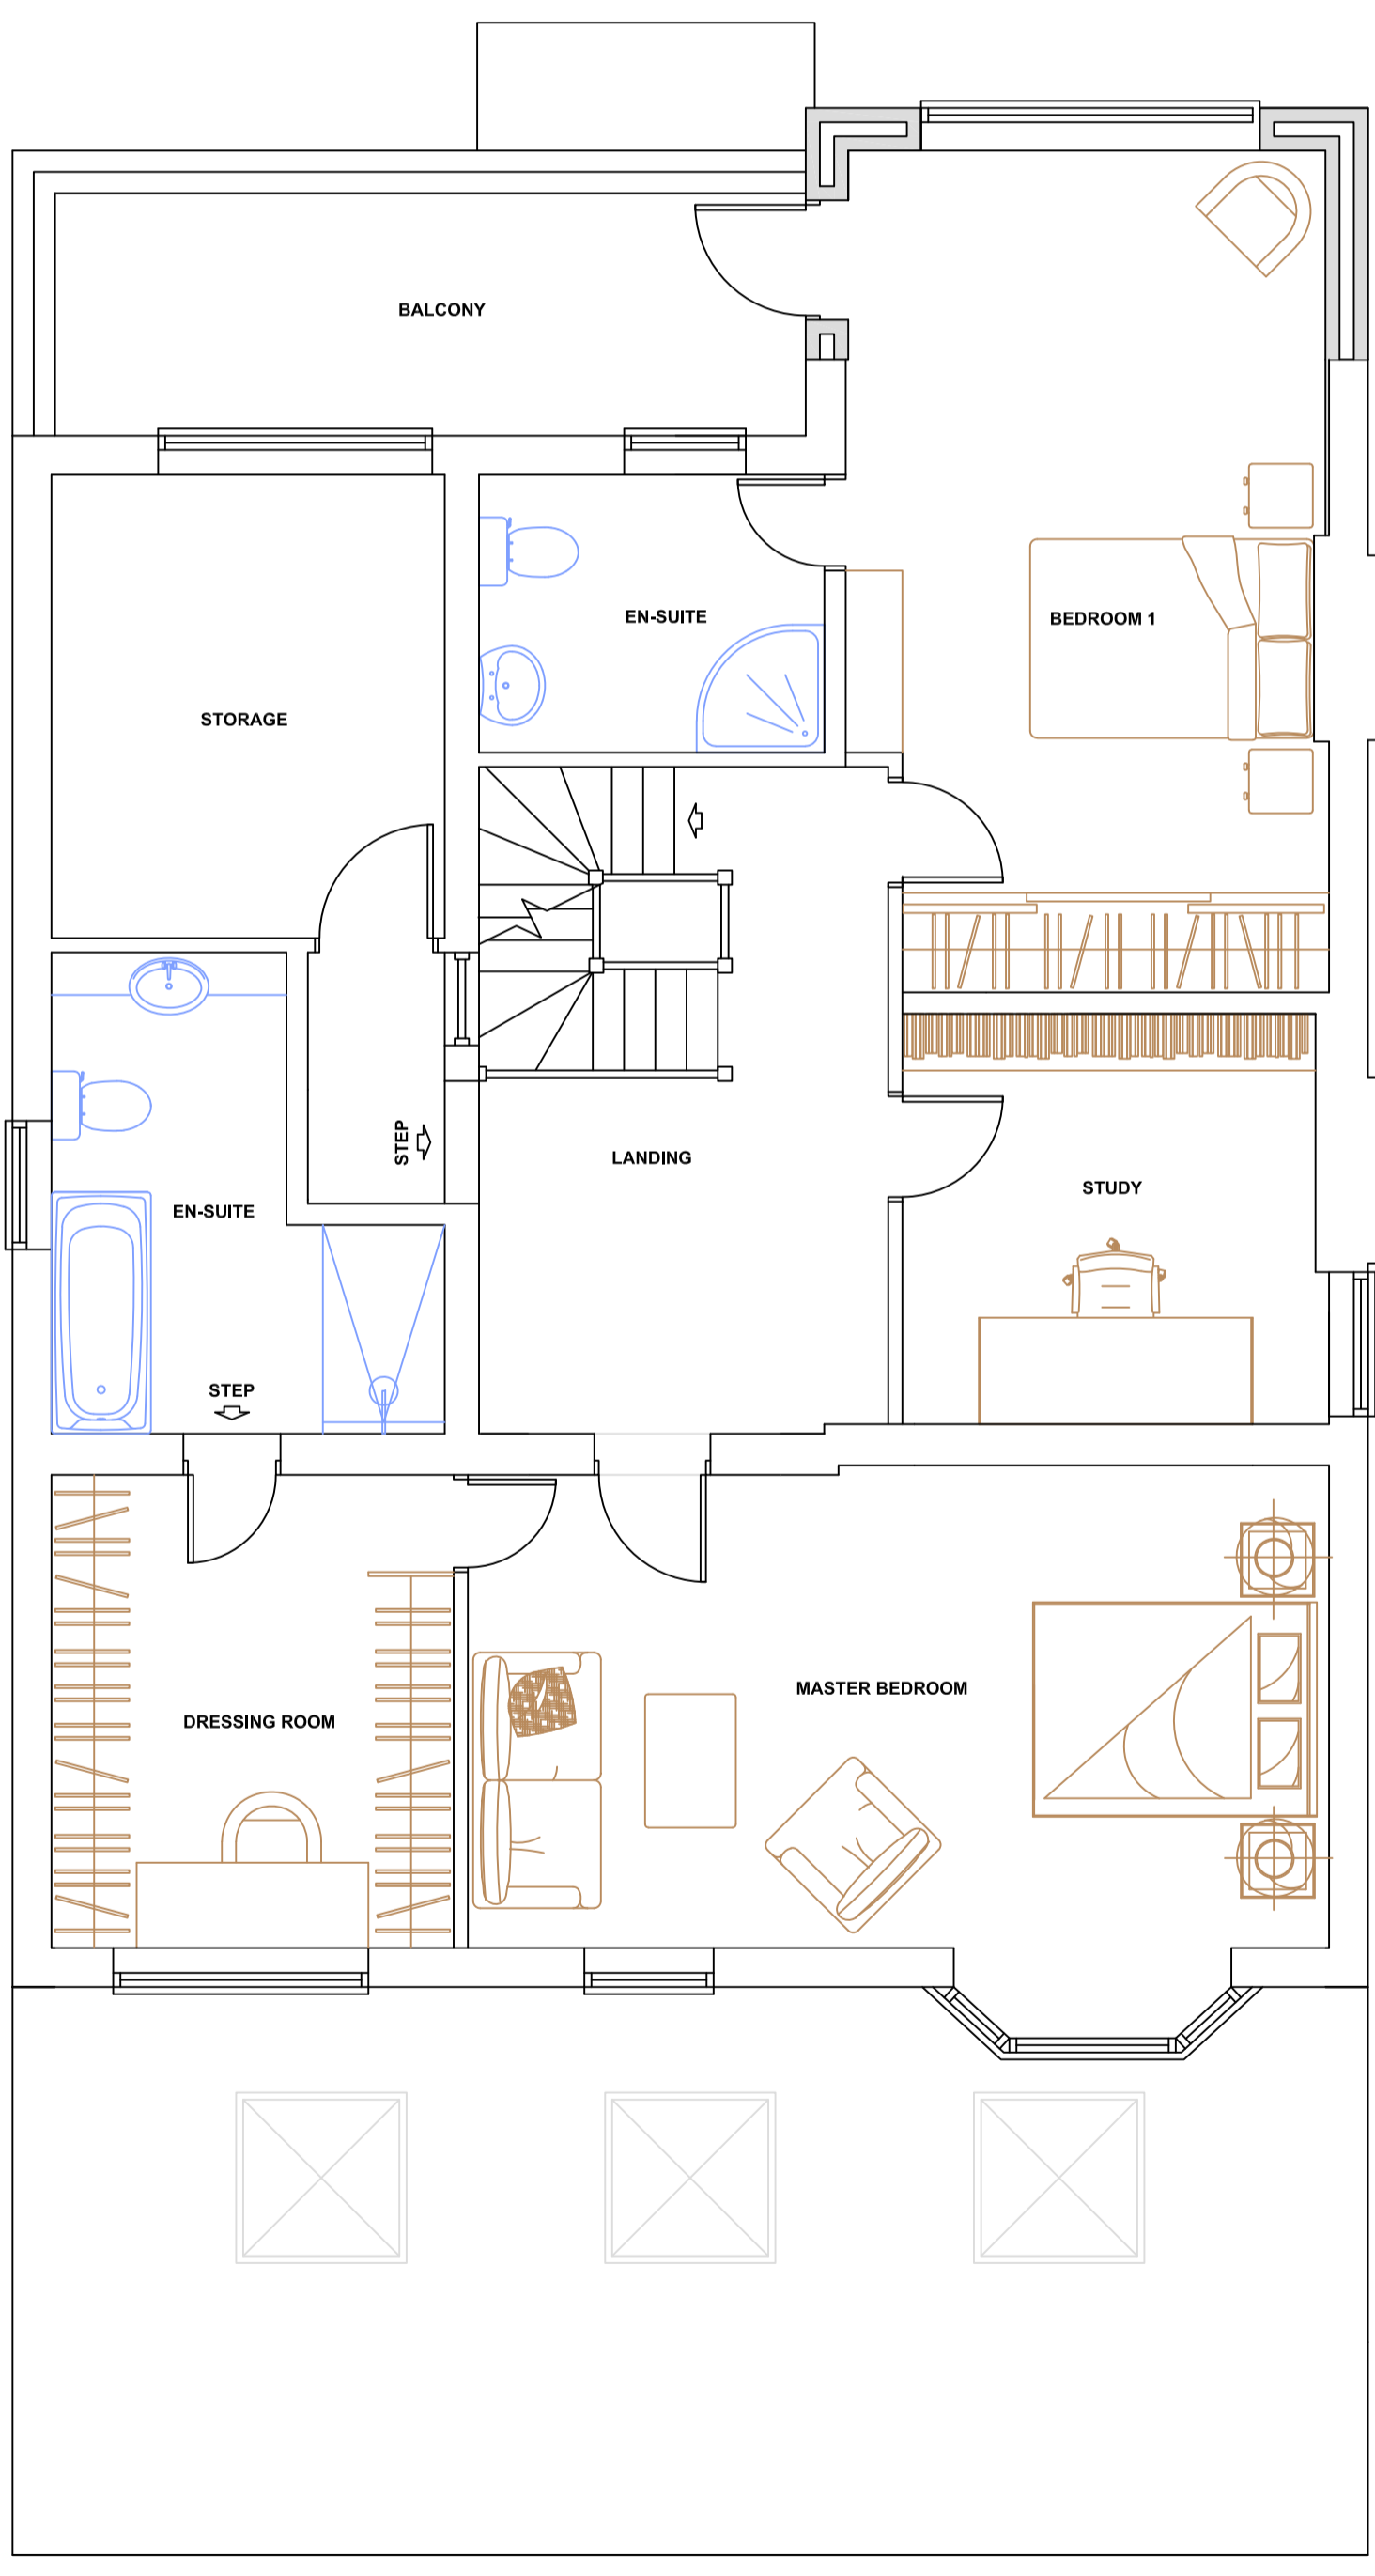 BALCONY
EN-SUITE
BEDROOM 1
STORAGE
STEP
LANDING
STUDY
EN-SUITE
STEP
MASTER BEDROOM
DRESSING ROOM